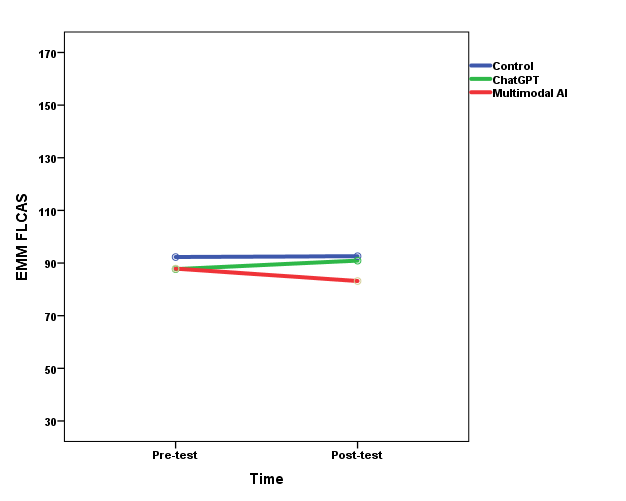 170
150
130
110
90
70
50
30
EMM FLCAS
Pre-test
Post-test
Time
Control
ChatGPT
Multimodal AI